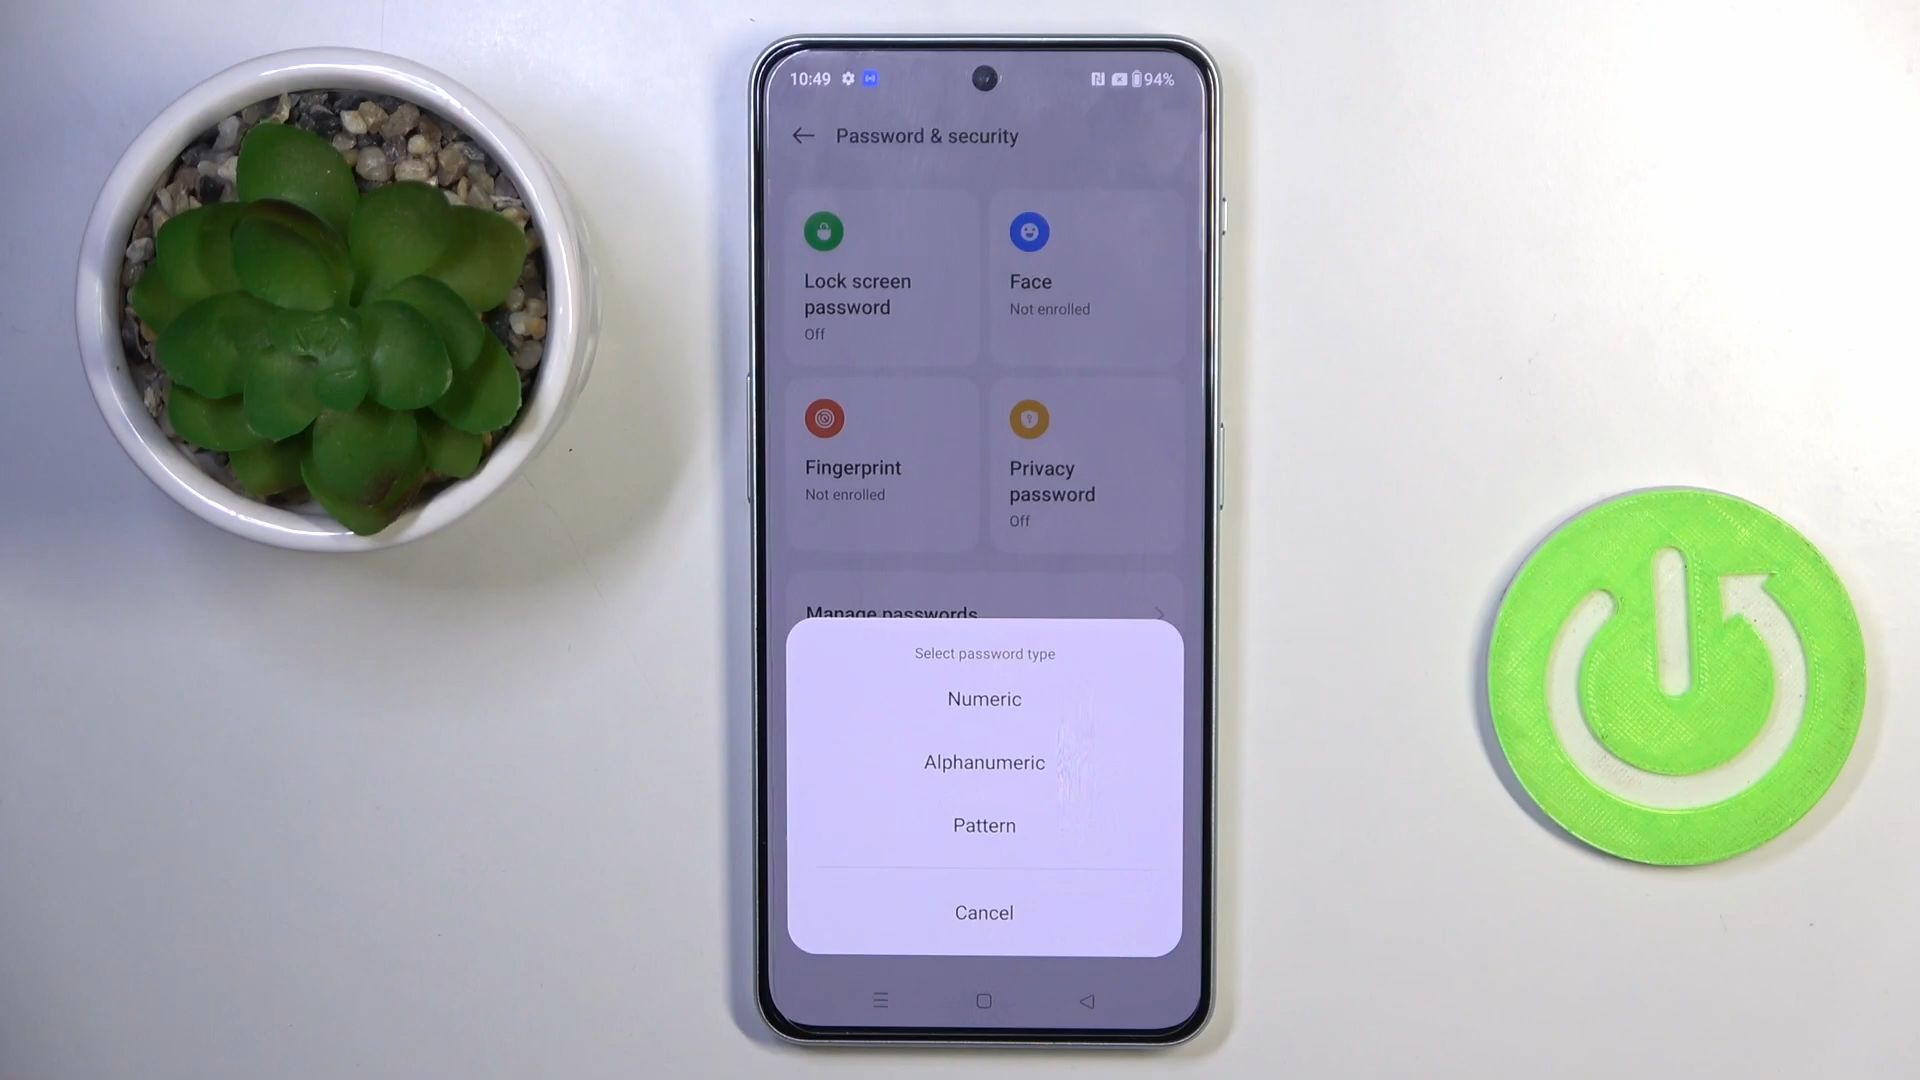 10:49
94%
Password & security
Lock screen
password
Off
Face
Not enrolled
Fingerprint
Not enrolled
Privacy
password
Off
Manage passwords
Select password type
Numeric
Alphanumeric
Pattern
Cancel